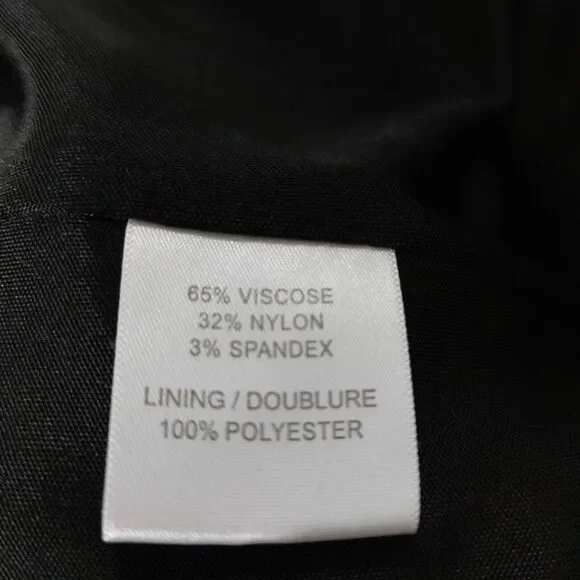 65% VISCOSE
32% NYLON
3% SPANDEX
LINING / DOUBLURE
100% POLYESTER